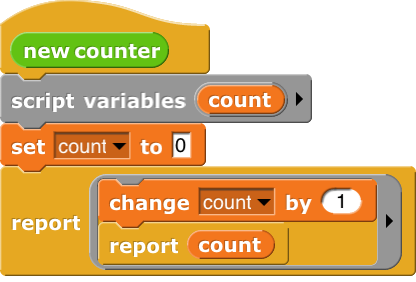 new counter
script variables count
set count to 0
change count by 1
report
report count